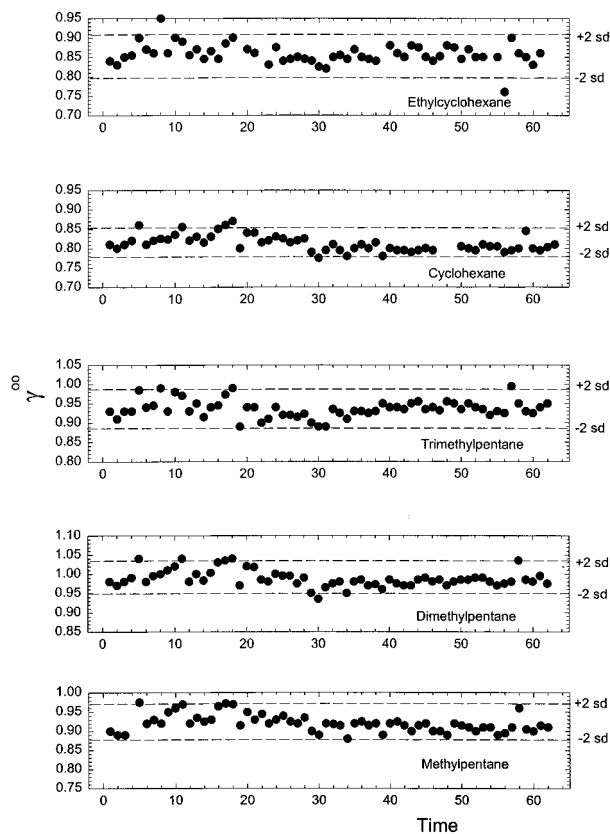 0.95
0.90
0.85
0.80
0.75
0.70
+2 sd
-2 sd
Ethylcyclohexane
0 10 20 30 40 50 60
0.95
0.90
0.85
0.80
0.75
0.70
+2 sd
-2 sd
Cyclohexane
0 10 20 30 40 50 60
γ∞
1.05
1.00
0.95
0.90
0.85
0.80
+2 sd
-2 sd
Trimethylpentane
0 10 20 30 40 50 60
1.10
1.05
1.00
0.95
0.90
0.85
+2 sd
-2 sd
Dimethylpentane
0 10 20 30 40 50 60
1.00
0.95
0.90
0.85
0.80
0.75
+2 sd
-2 sd
Methylpentane
0 10 20 30 40 50 60
Time